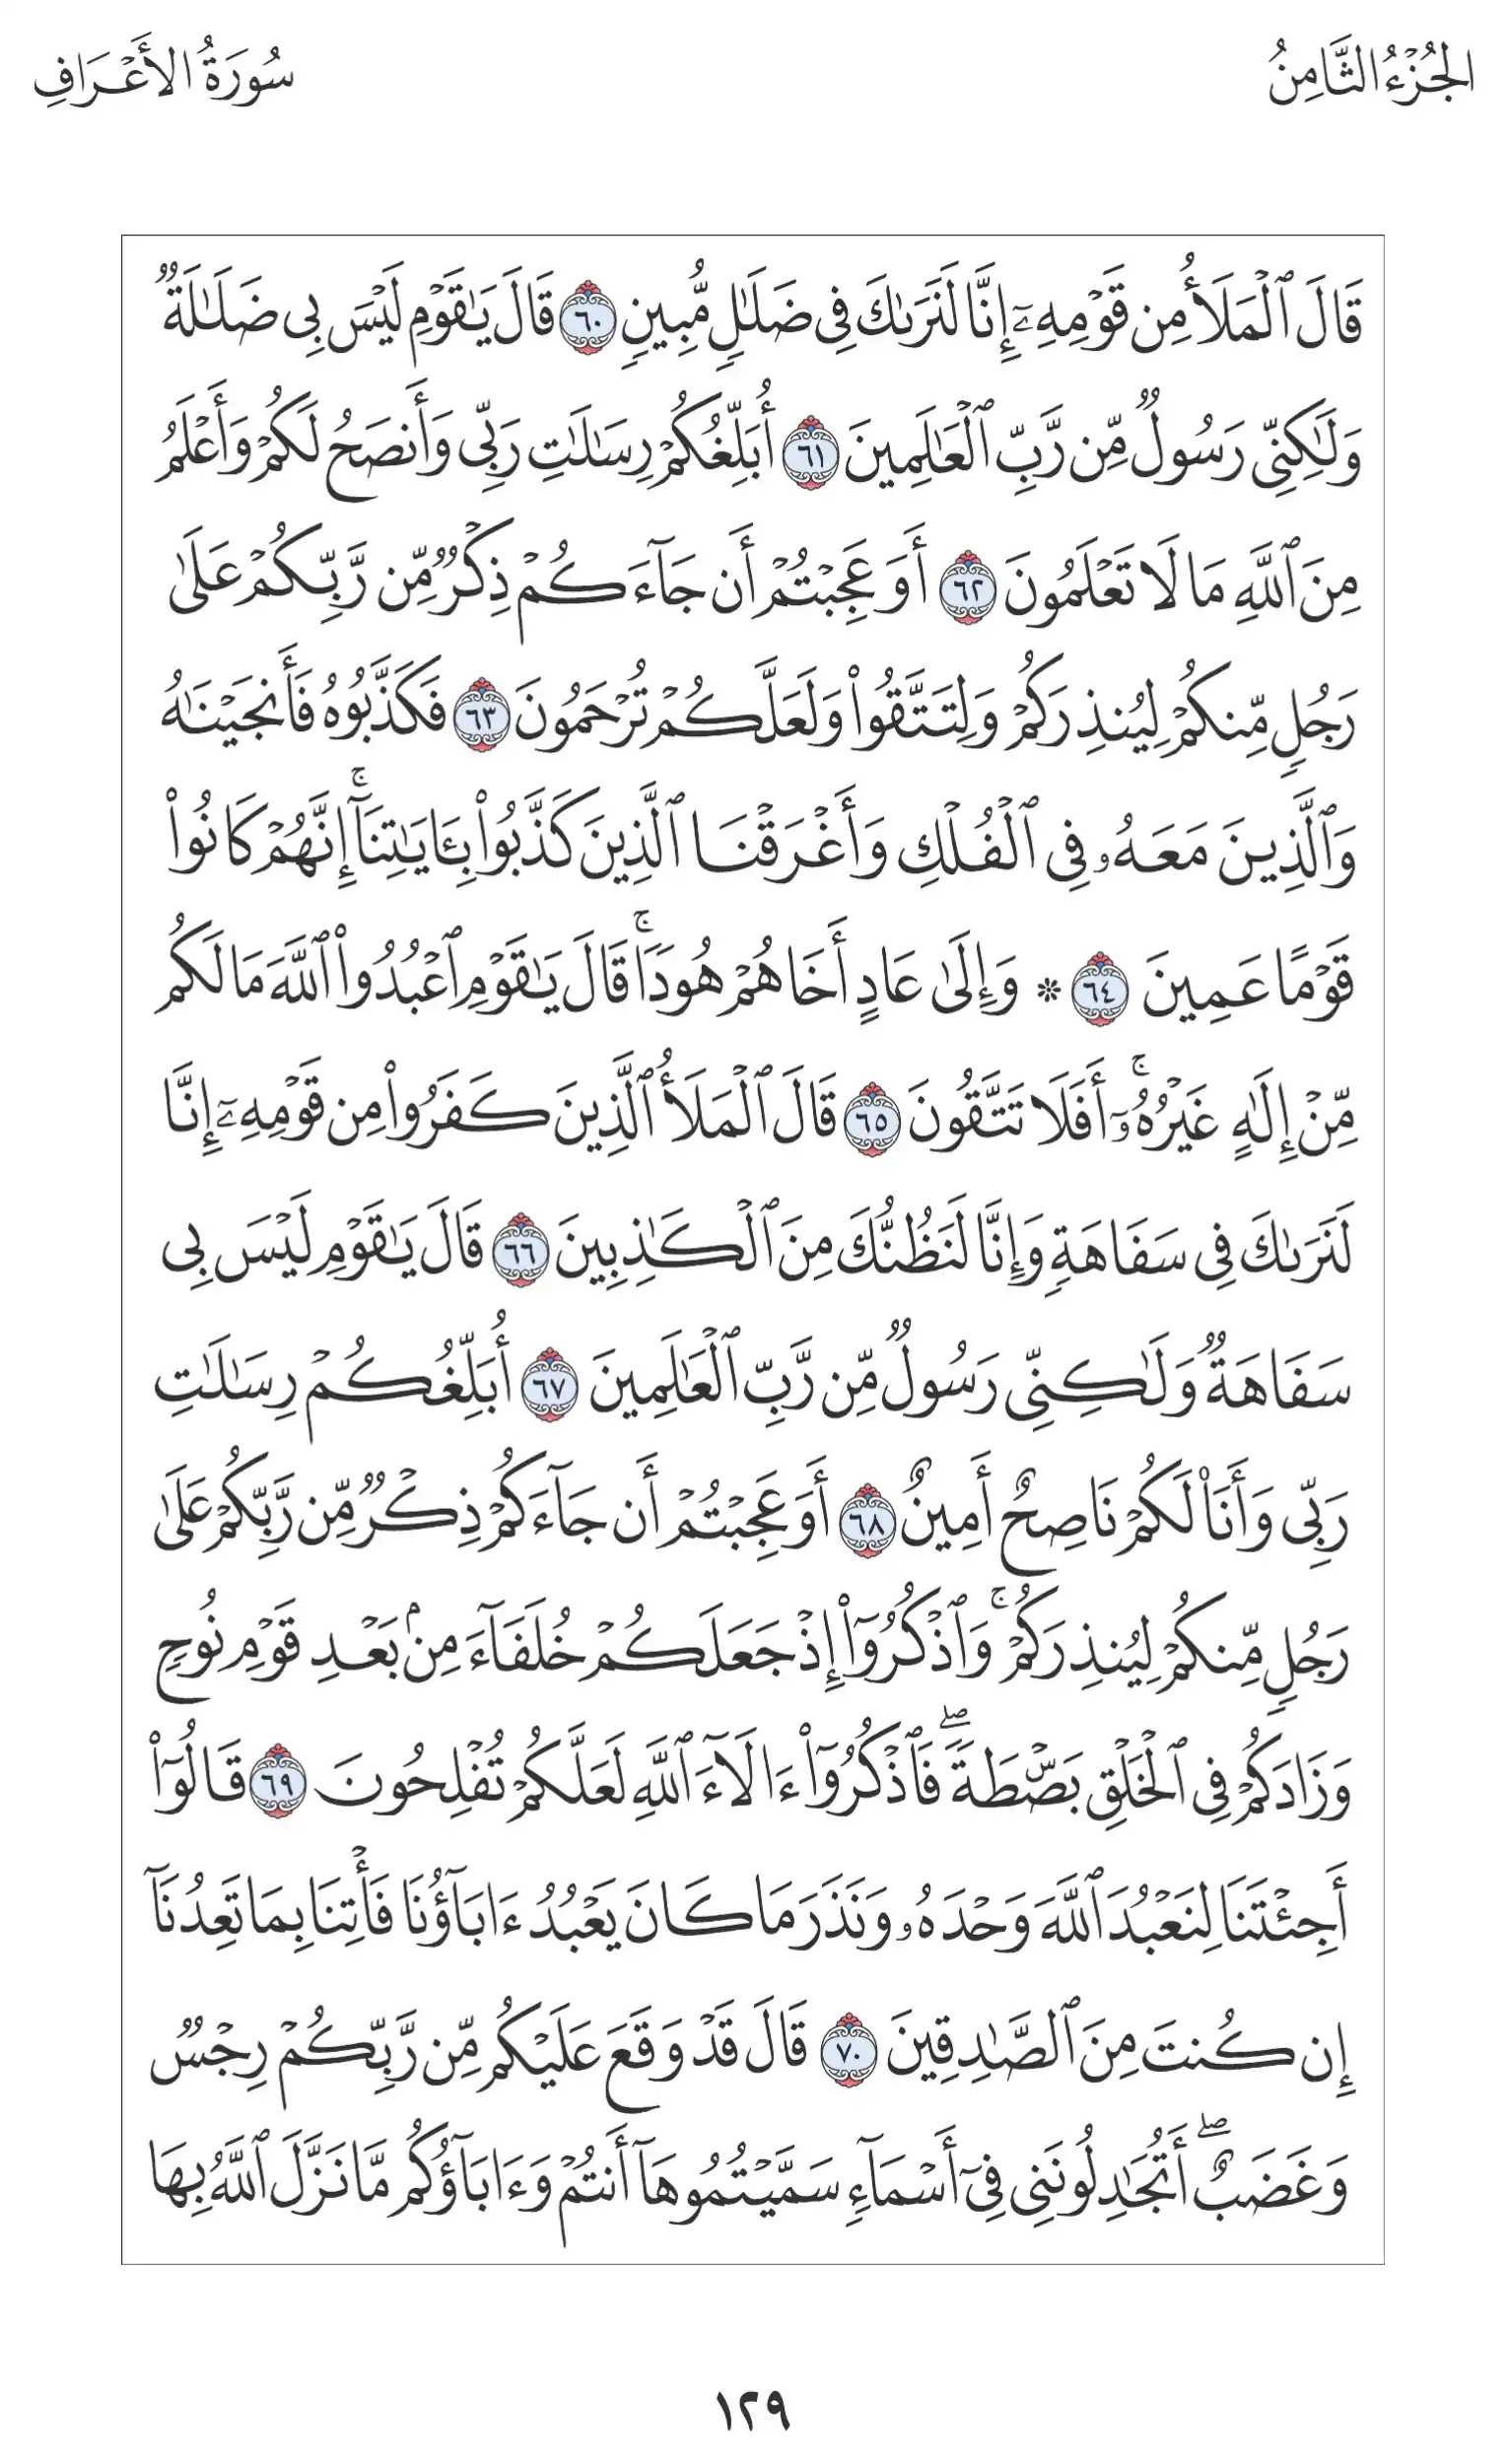 الجُزْءُ الثَّامِنُ
سُورَةُ الأَعْرَافِ
قَالَ ٱلْمَلَأُ مِن قَوْمِهِۦٓ إِنَّا لَنَرَىٰكَ فِى ضَلَٰلٍ مُّبِينٍ ٦٠ قَالَ يَٰقَوْمِ لَيْسَ بِى ضَلَٰلَةٌ
وَلَٰكِنِّى رَسُولٌ مِّن رَّبِّ ٱلْعَٰلَمِينَ ٦١ أُبَلِّغُكُمْ رِسَٰلَٰتِ رَبِّى وَأَنصَحُ لَكُمْ وَأَعْلَمُ
مِنَ ٱللَّهِ مَا لَا تَعْلَمُونَ ٦٢ أَوَعَجِبْتُمْ أَن جَآءَكُمْ ذِكْرٌ مِّن رَّبِّكُمْ عَلَىٰ
رَجُلٍ مِّنكُمْ لِيُنذِرَكُمْ وَلِتَتَّقُوا۟ وَلَعَلَّكُمْ تُرْحَمُونَ ٦٣ فَكَذَّبُوهُ فَأَنجَيْنَٰهُ
وَٱلَّذِينَ مَعَهُۥ فِى ٱلْفُلْكِ وَأَغْرَقْنَا ٱلَّذِينَ كَذَّبُوا۟ بِـَٔايَٰتِنَآ ۚ إِنَّهُمْ كَانُوا۟
قَوْمًا عَمِينَ ٦٤ ۞ وَإِلَىٰ عَادٍ أَخَاهُمْ هُودًا ۚ قَالَ يَٰقَوْمِ ٱعْبُدُوا۟ ٱللَّهَ مَا لَكُم
مِّنْ إِلَٰهٍ غَيْرُهُۥٓ ۚ أَفَلَا تَتَّقُونَ ٦٥ قَالَ ٱلْمَلَأُ ٱلَّذِينَ كَفَرُوا۟ مِن قَوْمِهِۦٓ إِنَّا
لَنَرَىٰكَ فِى سَفَاهَةٍ وَإِنَّا لَنَظُنُّكَ مِنَ ٱلْكَٰذِبِينَ ٦٦ قَالَ يَٰقَوْمِ لَيْسَ بِى
سَفَاهَةٌ وَلَٰكِنِّى رَسُولٌ مِّن رَّبِّ ٱلْعَٰلَمِينَ ٦٧ أُبَلِّغُكُمْ رِسَٰلَٰتِ
رَبِّى وَأَنَا۠ لَكُمْ نَاصِحٌ أَمِينٌ ٦٨ أَوَعَجِبْتُمْ أَن جَآءَكُمْ ذِكْرٌ مِّن رَّبِّكُمْ عَلَىٰ
رَجُلٍ مِّنكُمْ لِيُنذِرَكُمْ ۚ وَٱذْكُرُوٓا۟ إِذْ جَعَلَكُمْ خُلَفَآءَ مِنۢ بَعْدِ قَوْمِ نُوحٍ
وَزَادَكُمْ فِى ٱلْخَلْقِ بَصْۜطَةً ۖ فَٱذْكُرُوٓا۟ ءَالَآءَ ٱللَّهِ لَعَلَّكُمْ تُفْلِحُونَ ٦٩ قَالُوٓا۟
أَجِئْتَنَا لِنَعْبُدَ ٱللَّهَ وَحْدَهُۥ وَنَذَرَ مَا كَانَ يَعْبُدُ ءَابَآؤُنَا فَأْتِنَا بِمَا تَعِدُنَآ
إِن كُنتَ مِنَ ٱلصَّٰدِقِينَ ٧٠ قَالَ قَدْ وَقَعَ عَلَيْكُم مِّن رَّبِّكُمْ رِجْسٌ
وَغَضَبٌ ۖ أَتُجَٰدِلُونَنِى فِىٓ أَسْمَآءٍ سَمَّيْتُمُوهَآ أَنتُمْ وَءَابَآؤُكُم مَّا نَزَّلَ ٱللَّهُ بِهَا
١٢٩